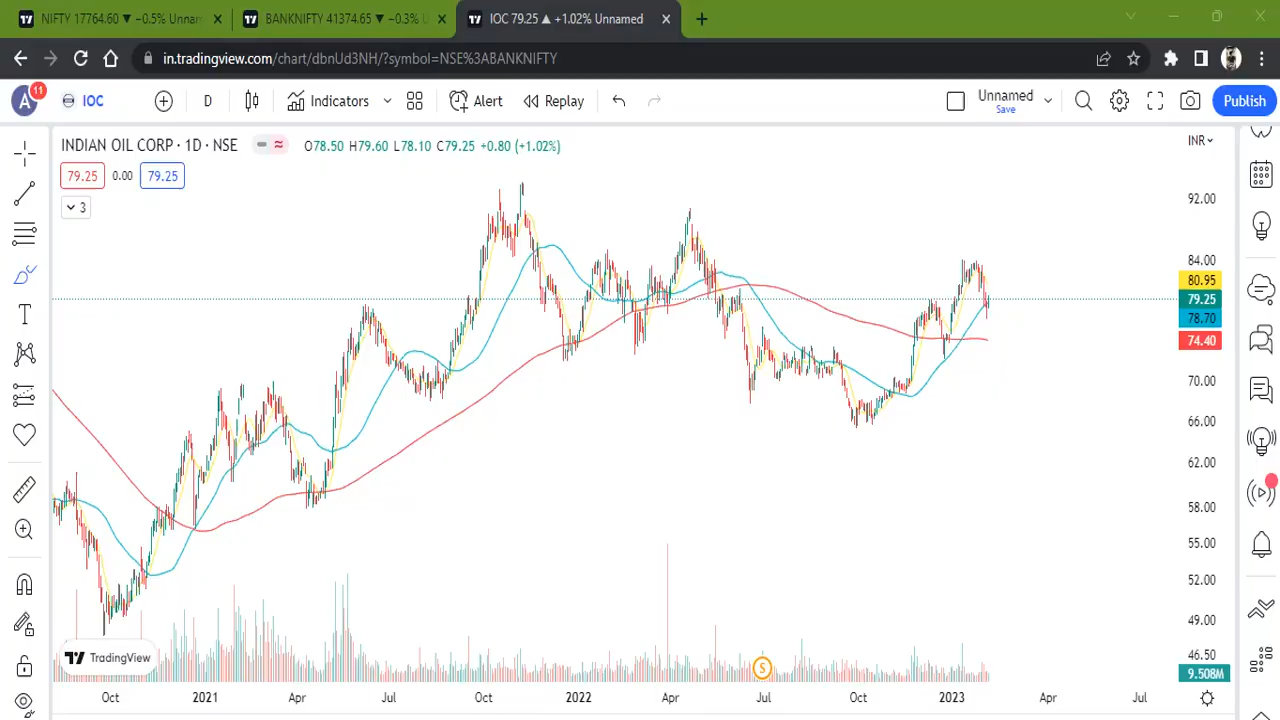 NIFTY 17764.60 ▼ −0.5% Unnan
BANKNIFTY 41374.65 ▼ −0.3% U
IOC 79.25 ▲ +1.02% Unnamed
in.tradingview.com/chart/dbnUd3NH/?symbol=NSE%3ABANKNIFTY
A 11 IOC D Indicators Alert Replay Unnamed Save Publish
INDIAN OIL CORP · 1D · NSE O78.50 H79.60 L78.10 C79.25 +0.80 (+1.02%)
INR
79.25 0.00 79.25
3
92.00
84.00
80.95
79.25
78.70
74.40
70.00
66.00
62.00
58.00
55.00
52.00
49.00
46.50
9.508M
TradingView
S
Oct 2021 Apr Jul Oct 2022 Apr Jul Oct 2023 Apr Jul